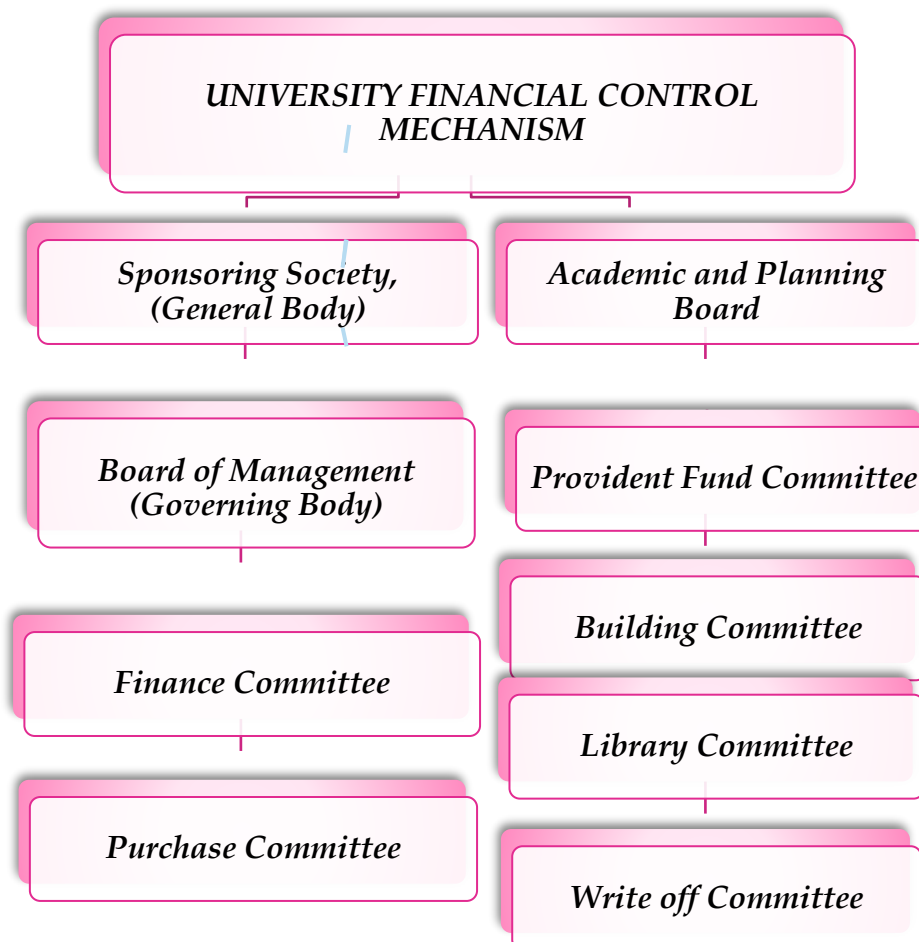 UNIVERSITY FINANCIAL CONTROL
MECHANISM
Sponsoring Society,
(General Body)
Academic and Planning
Board
Board of Management
(Governing Body)
Provident Fund Committee
Finance Committee
Building Committee
Library Committee
Purchase Committee
Write off Committee